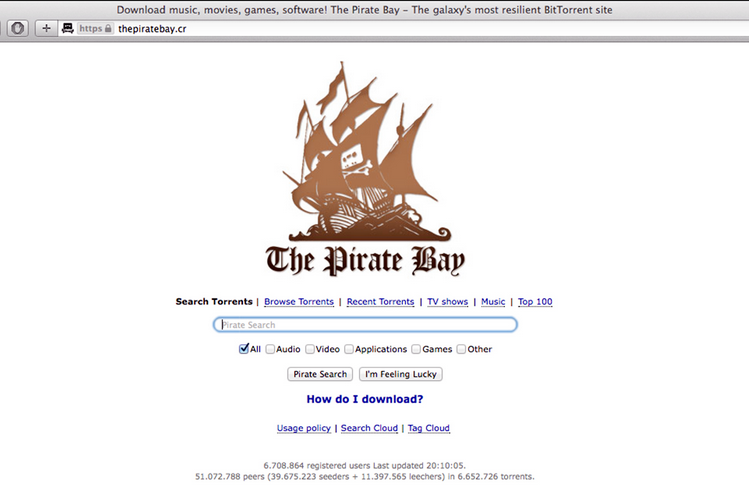 Download music, movies, games, software! The Pirate Bay - The galaxy's most resilient BitTorrent site
https thepiratebay.cr
The Pirate Bay
Search Torrents | Browse Torrents | Recent Torrents | TV shows | Music | Top 100
Pirate Search
All Audio Video Applications Games Other
Pirate Search I'm Feeling Lucky
How do I download?
Usage policy | Search Cloud | Tag Cloud
6.708.864 registered users Last updated 20:10:05.
51.072.788 peers (39.675.223 seeders + 11.397.565 leechers) in 6.652.726 torrents.